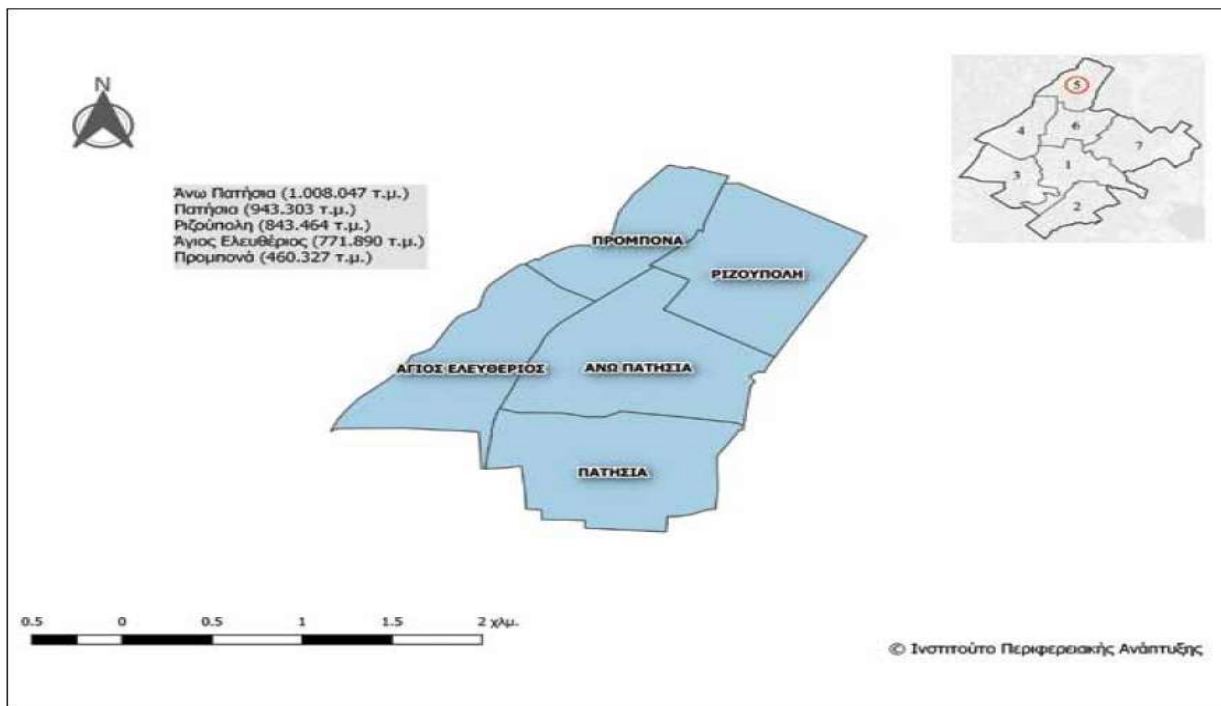 N
5
4
6
7
3
1
2
Άνω Πατήσια (1.008.047 τ.μ.)
Πατήσια (943.303 τ.μ.)
Ριζούπολη (843.464 τ.μ.)
Άγιος Ελευθέριος (771.890 τ.μ.)
Προμπονά (460.327 τ.μ.)
ΠΡΟΜΠΟΝΑ
ΡΙΖΟΥΠΟΛΗ
ΑΓΙΟΣ ΕΛΕΥΘΕΡΙΟΣ
ΑΝΩ ΠΑΤΗΣΙΑ
ΠΑΤΗΣΙΑ
0.5 0 0.5 1 1.5 2 χλμ.
© Ινστιτούτο Περιφερειακής Ανάπτυξης